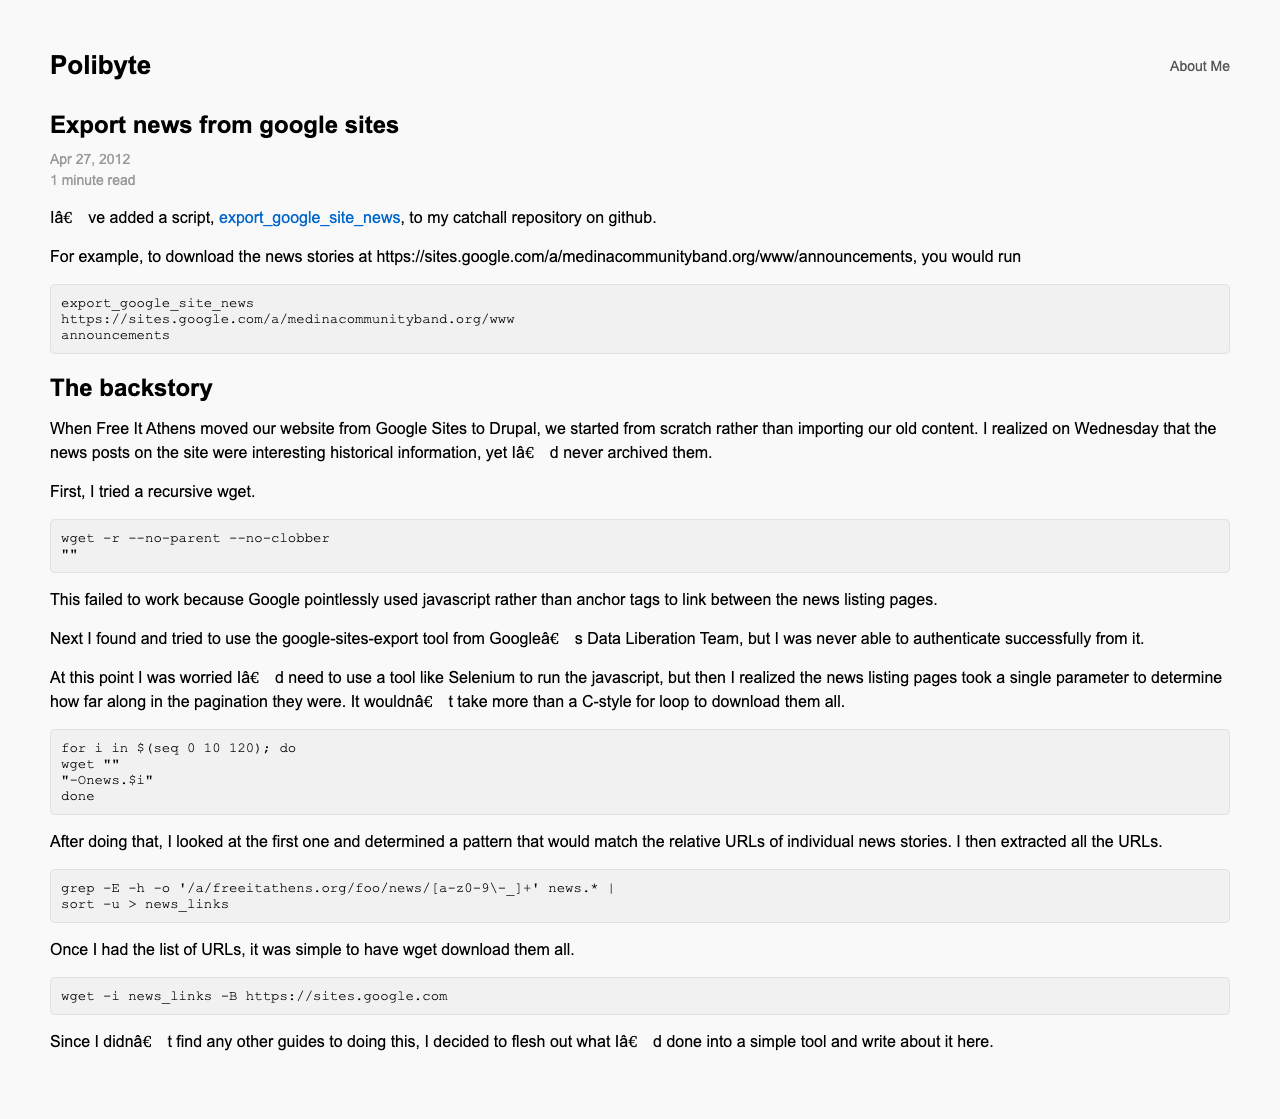 Polibyte
About Me
Export news from google sites
Apr 27, 2012
1 minute read
Iâ€ ve added a script, export_google_site_news, to my catchall repository on github.
For example, to download the news stories at https://sites.google.com/a/medinacommunityband.org/www/announcements, you would run
export_google_site_news
https://sites.google.com/a/medinacommunityband.org/www
announcements
The backstory
When Free It Athens moved our website from Google Sites to Drupal, we started from scratch rather than importing our old content. I realized on Wednesday that the
news posts on the site were interesting historical information, yet Iâ€ d never archived them.
First, I tried a recursive wget.
wget -r --no-parent --no-clobber
""
This failed to work because Google pointlessly used javascript rather than anchor tags to link between the news listing pages.
Next I found and tried to use the google-sites-export tool from Googleâ€ s Data Liberation Team, but I was never able to authenticate successfully from it.
At this point I was worried Iâ€ d need to use a tool like Selenium to run the javascript, but then I realized the news listing pages took a single parameter to determine
how far along in the pagination they were. It wouldnâ€ t take more than a C-style for loop to download them all.
for i in $(seq 0 10 120); do
wget ""
"-Onews.$i"
done
After doing that, I looked at the first one and determined a pattern that would match the relative URLs of individual news stories. I then extracted all the URLs.
grep -E -h -o '/a/freeitathens.org/foo/news/[a-z0-9\-_]+' news.* |
sort -u > news_links
Once I had the list of URLs, it was simple to have wget download them all.
wget -i news_links -B https://sites.google.com
Since I didnâ€ t find any other guides to doing this, I decided to flesh out what Iâ€ d done into a simple tool and write about it here.